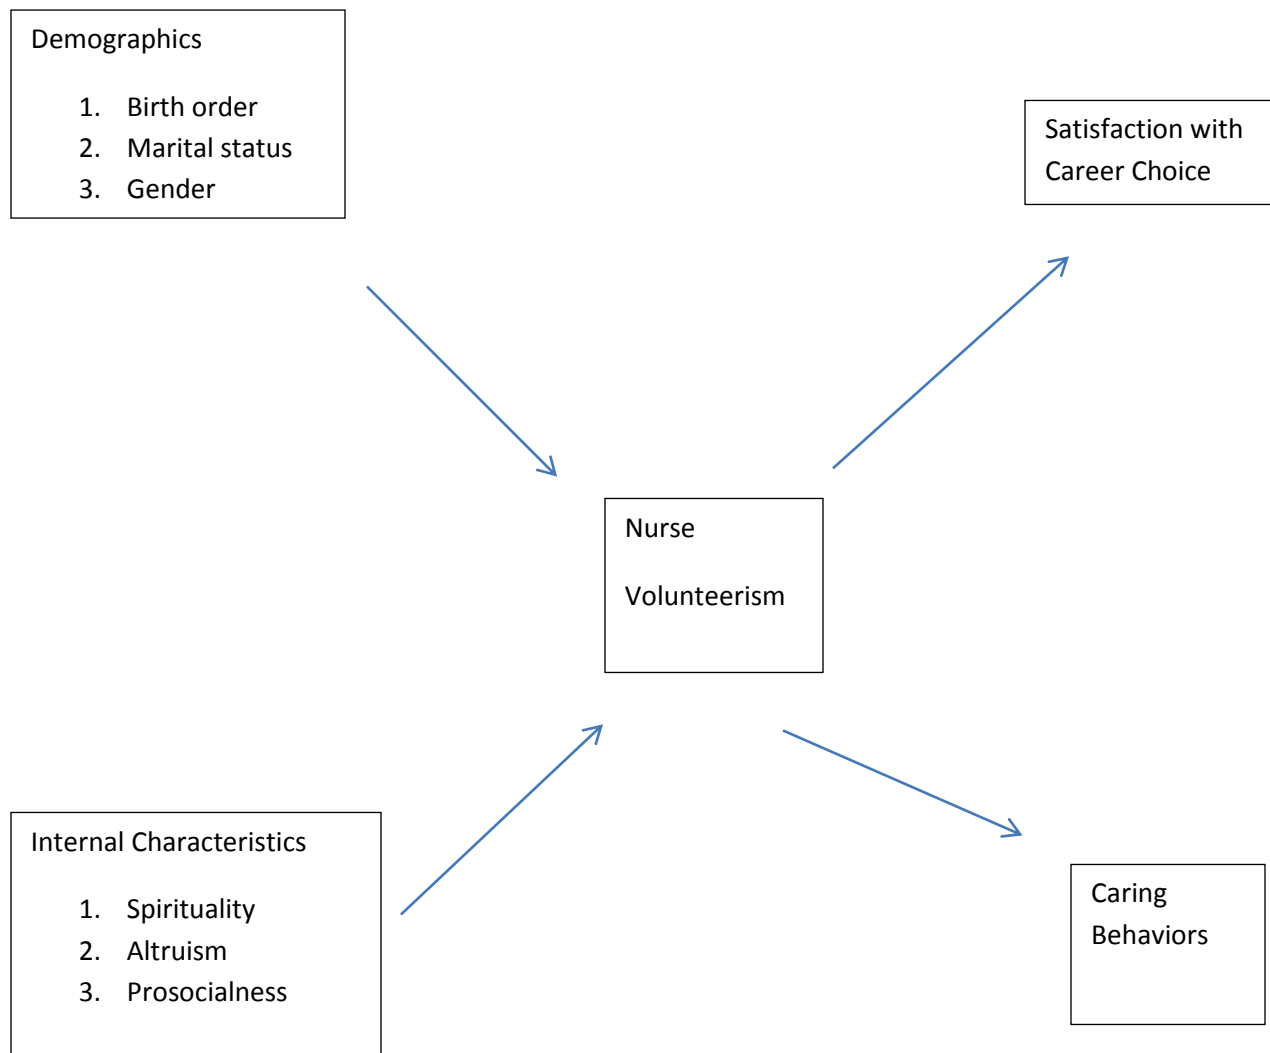 Demographics
1. Birth order
2. Marital status
3. Gender
Satisfaction with
Career Choice
Nurse
Volunteerism
Internal Characteristics
1. Spirituality
2. Altruism
3. Prosocialness
Caring
Behaviors